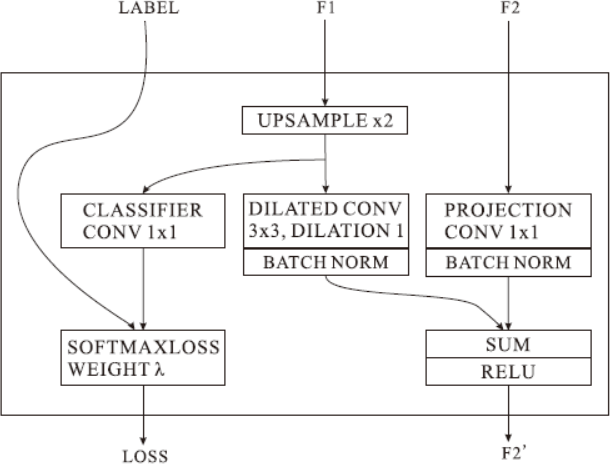 LABEL
F1
F2
UPSAMPLE x2
CLASSIFIER
CONV 1x1
DILATED CONV
3x3, DILATION 1
BATCH NORM
PROJECTION
CONV 1x1
BATCH NORM
SOFTMAXLOSS
WEIGHT λ
SUM
RELU
LOSS
F2'